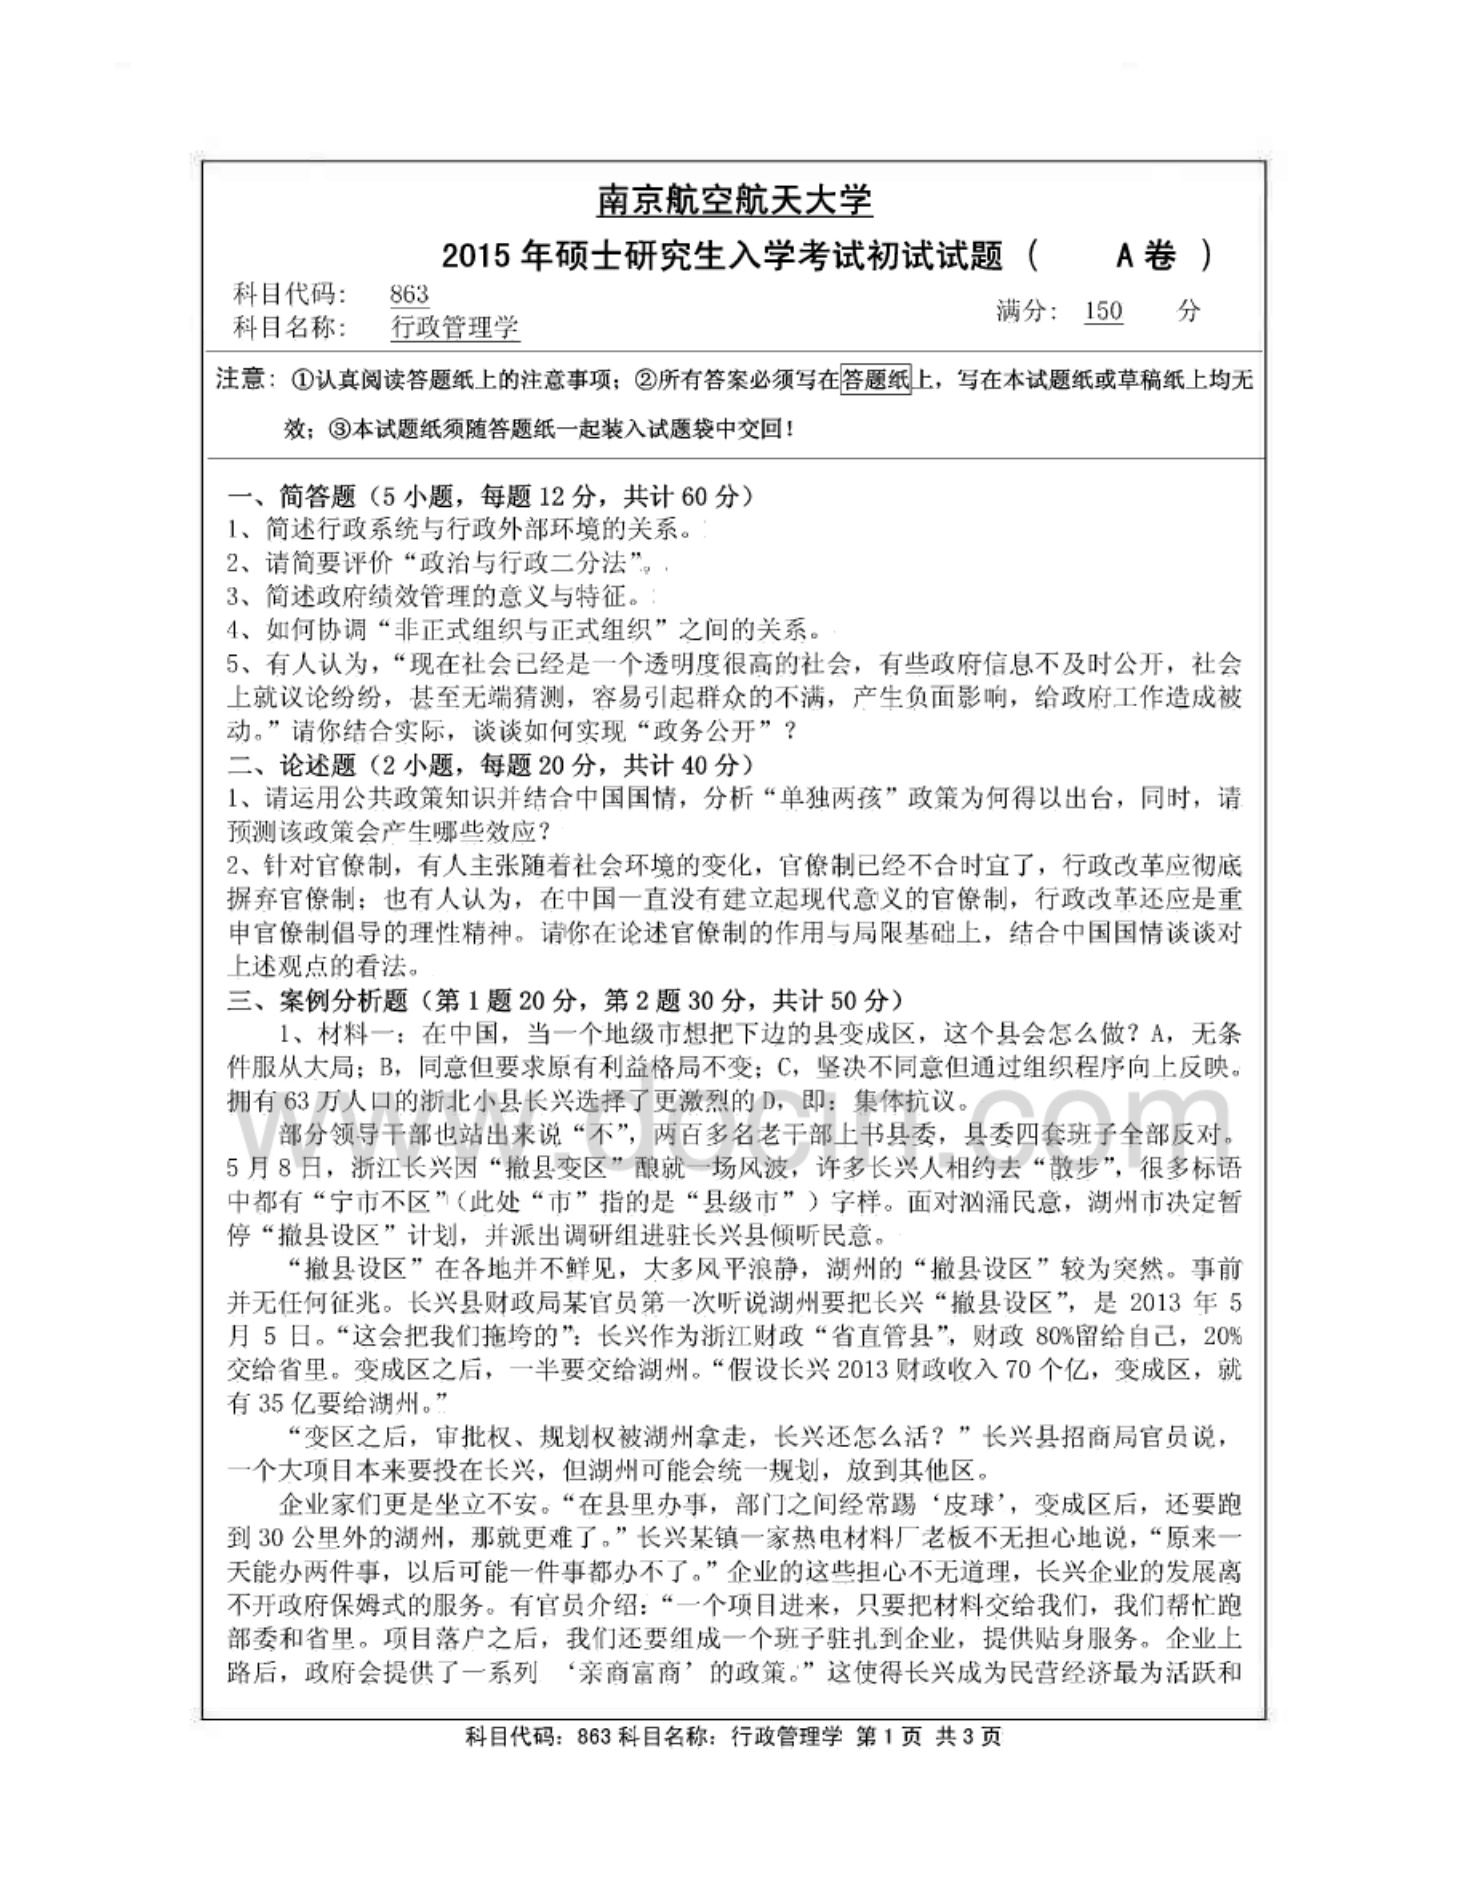 南京航空航天大学
2015 年硕士研究生入学考试初试试题（ A 卷 ）
科目代码： 863
满分： 150 分
科目名称： 行政管理学
注意：①认真阅读答题纸上的注意事项；②所有答案必须写在答题纸上，写在本试题纸或草稿纸上均无
效；③本试题纸须随答题纸一起装入试题袋中交回！
一、简答题（5 小题，每题 12 分，共计 60 分）
1、简述行政系统与行政外部环境的关系。
2、请简要评价“政治与行政二分法”。
3、简述政府绩效管理的意义与特征。
4、如何协调“非正式组织与正式组织”之间的关系。
5、有人认为，“现在社会已经是一个透明度很高的社会，有些政府信息不及时公开，社会
上就议论纷纷，甚至无端猜测，容易引起群众的不满，产生负面影响，给政府工作造成被
动。”请你结合实际，谈谈如何实现“政务公开”？
二、论述题（2 小题，每题 20 分，共计 40 分）
1、请运用公共政策知识并结合中国国情，分析“单独两孩”政策为何得以出台，同时，请
预测该政策会产生哪些效应？
2、针对官僚制，有人主张随着社会环境的变化，官僚制已经不合时宜了，行政改革应彻底
摒弃官僚制；也有人认为，在中国一直没有建立起现代意义的官僚制，行政改革还应是重
申官僚制倡导的理性精神。请你在论述官僚制的作用与局限基础上，结合中国国情谈谈对
上述观点的看法。
三、案例分析题（第 1 题 20 分，第 2 题 30 分，共计 50 分）
1、材料一：在中国，当一个地级市想把下边的县变成区，这个县会怎么做？A，无条
件服从大局；B，同意但要求原有利益格局不变；C，坚决不同意但通过组织程序向上反映。
拥有 63 万人口的浙北小县长兴选择了更激烈的 D，即：集体抗议。
部分领导干部也站出来说“不”，两百多名老干部上书县委，县委四套班子全部反对。
5 月 8 日，浙江长兴因“撤县变区”酿就一场风波，许多长兴人相约去“散步”，很多标语
中都有“宁市不区”（此处“市”指的是“县级市”）字样。面对汹涌民意，湖州市决定暂
停“撤县设区”计划，并派出调研组进驻长兴县倾听民意。
“撤县设区”在各地并不鲜见，大多风平浪静，湖州的“撤县设区”较为突然。事前
并无任何征兆。长兴县财政局某官员第一次听说湖州要把长兴“撤县设区”，是 2013 年 5
月 5 日。“这会把我们拖垮的”：长兴作为浙江财政“省直管县”，财政 80%留给自己，20%
交给省里。变成区之后，一半要交给湖州。“假设长兴 2013 财政收入 70 个亿，变成区，就
有 35 亿要给湖州。”
“变区之后，审批权、规划权被湖州拿走，长兴还怎么活？”长兴县招商局官员说，
一个大项目本来要投在长兴，但湖州可能会统一规划，放到其他区。
企业家们更是坐立不安。“在县里办事，部门之间经常踢‘皮球’，变成区后，还要跑
到 30 公里外的湖州，那就更难了。”长兴某镇一家热电材料厂老板不无担心地说，“原来一
天能办两件事，以后可能一件事都办不了。”企业的这些担心不无道理，长兴企业的发展离
不开政府保姆式的服务。有官员介绍：“一个项目进来，只要把材料交给我们，我们帮忙跑
部委和省里。项目落户之后，我们还要组成一个班子驻扎到企业，提供贴身服务。企业上
路后，政府会提供了一系列 ‘亲商富商’的政策。”这使得长兴成为民营经济最为活跃和
www.docin.com
科目代码：863 科目名称：行政管理学 第 1 页 共 3 页